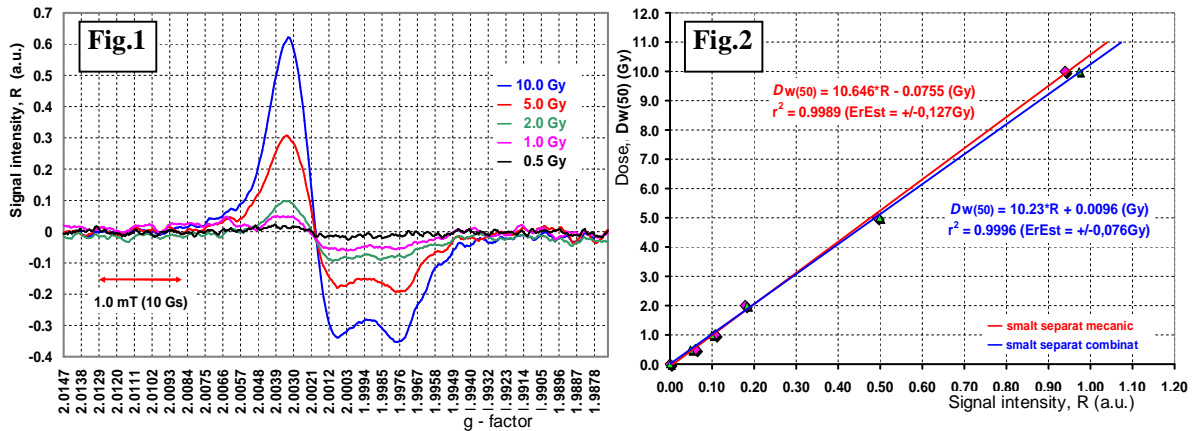 Fig.1
Signal intensity, R (a.u.)
0.7
0.6
0.5
0.4
0.3
0.2
0.1
0
-0.1
-0.2
-0.3
-0.4
10.0 Gy
5.0 Gy
2.0 Gy
1.0 Gy
0.5 Gy
1.0 mT (10 Gs)
2.0147
2.0138
2.0129
2.0120
2.0111
2.0102
2.0093
2.0084
2.0075
2.0066
2.0057
2.0048
2.0039
2.0030
2.0021
2.0012
2.0003
1.9994
1.9985
1.9976
1.9967
1.9958
1.9949
1.9940
1.9932
1.9923
1.9914
1.9905
1.9896
1.9887
1.9878
g - factor
Fig.2
Dose, Dw(50) (Gy)
12.0
11.0
10.0
9.0
8.0
7.0
6.0
5.0
4.0
3.0
2.0
1.0
0.0
Dw(50) = 10.646*R - 0.0755 (Gy)
r² = 0.9989 (ErEst = +/-0,127Gy)
Dw(50) = 10.23*R + 0.0096 (Gy)
r² = 0.9996 (ErEst = +/-0,076Gy)
smalt separat mecanic
smalt separat combinat
0.00 0.10 0.20 0.30 0.40 0.50 0.60 0.70 0.80 0.90 1.00 1.10 1.20
Signal intensity, R (a.u.)